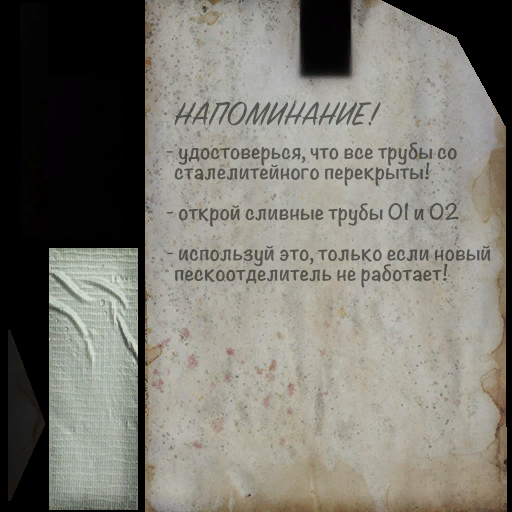 НАПОМИНАНИЕ!
- удостоверься, что все трубы со
сталелитейного перекрыты!
- открой сливные трубы 01 и 02
- используй это, только если новый
пескоотделитель не работает!